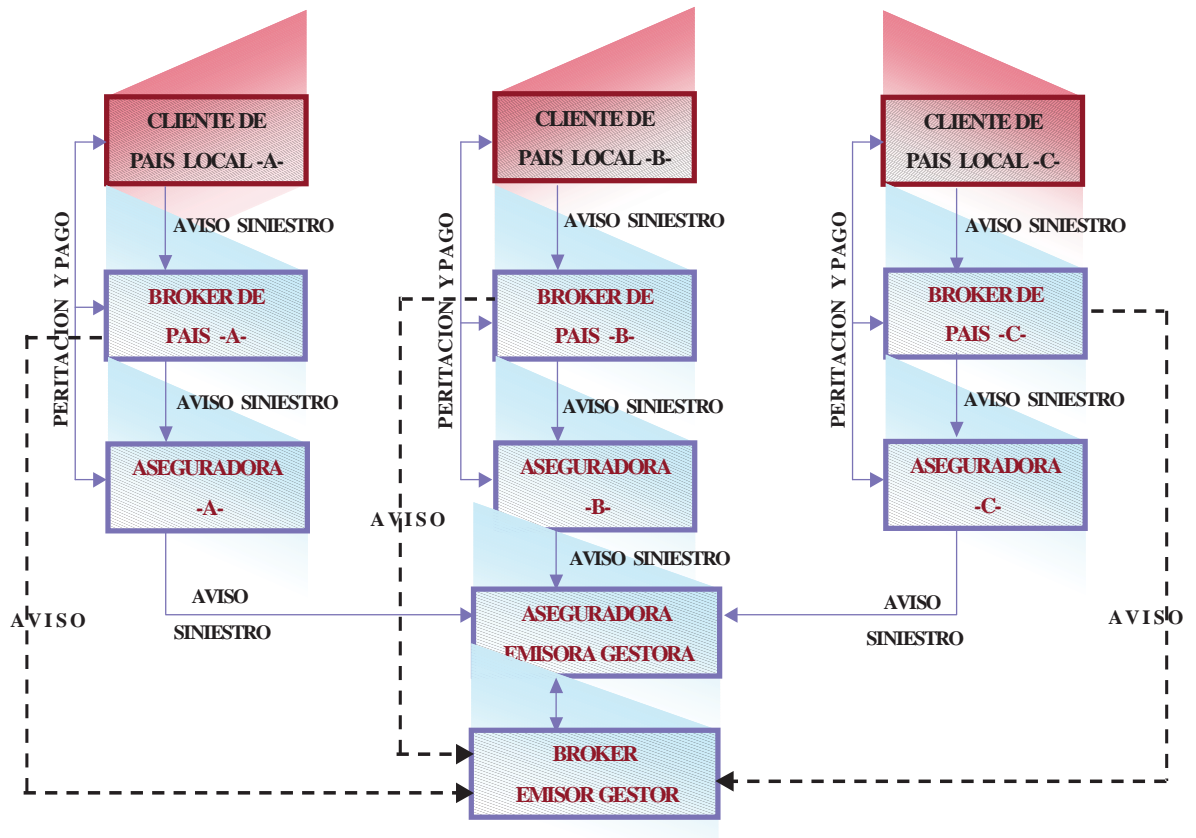 CLIENTE DE
PAIS LOCAL -A-
CLIENTE DE
PAIS LOCAL -B-
CLIENTE DE
PAIS LOCAL -C-
PERITACION Y PAGO
PERITACION Y PAGO
PERITACION Y PAGO
AVISO SINIESTRO
AVISO SINIESTRO
AVISO SINIESTRO
BROKER DE
PAIS -A-
BROKER DE
PAIS -B-
BROKER DE
PAIS -C-
AVISO SINIESTRO
AVISO SINIESTRO
AVISO SINIESTRO
ASEGURADORA
-A-
ASEGURADORA
-B-
ASEGURADORA
-C-
AVISO
AVISO SINIESTRO
AVISO
SINIESTRO
AVISO
SINIESTRO
AVISO
AVISO
ASEGURADORA
EMISORA GESTORA
BROKER
EMISOR GESTOR